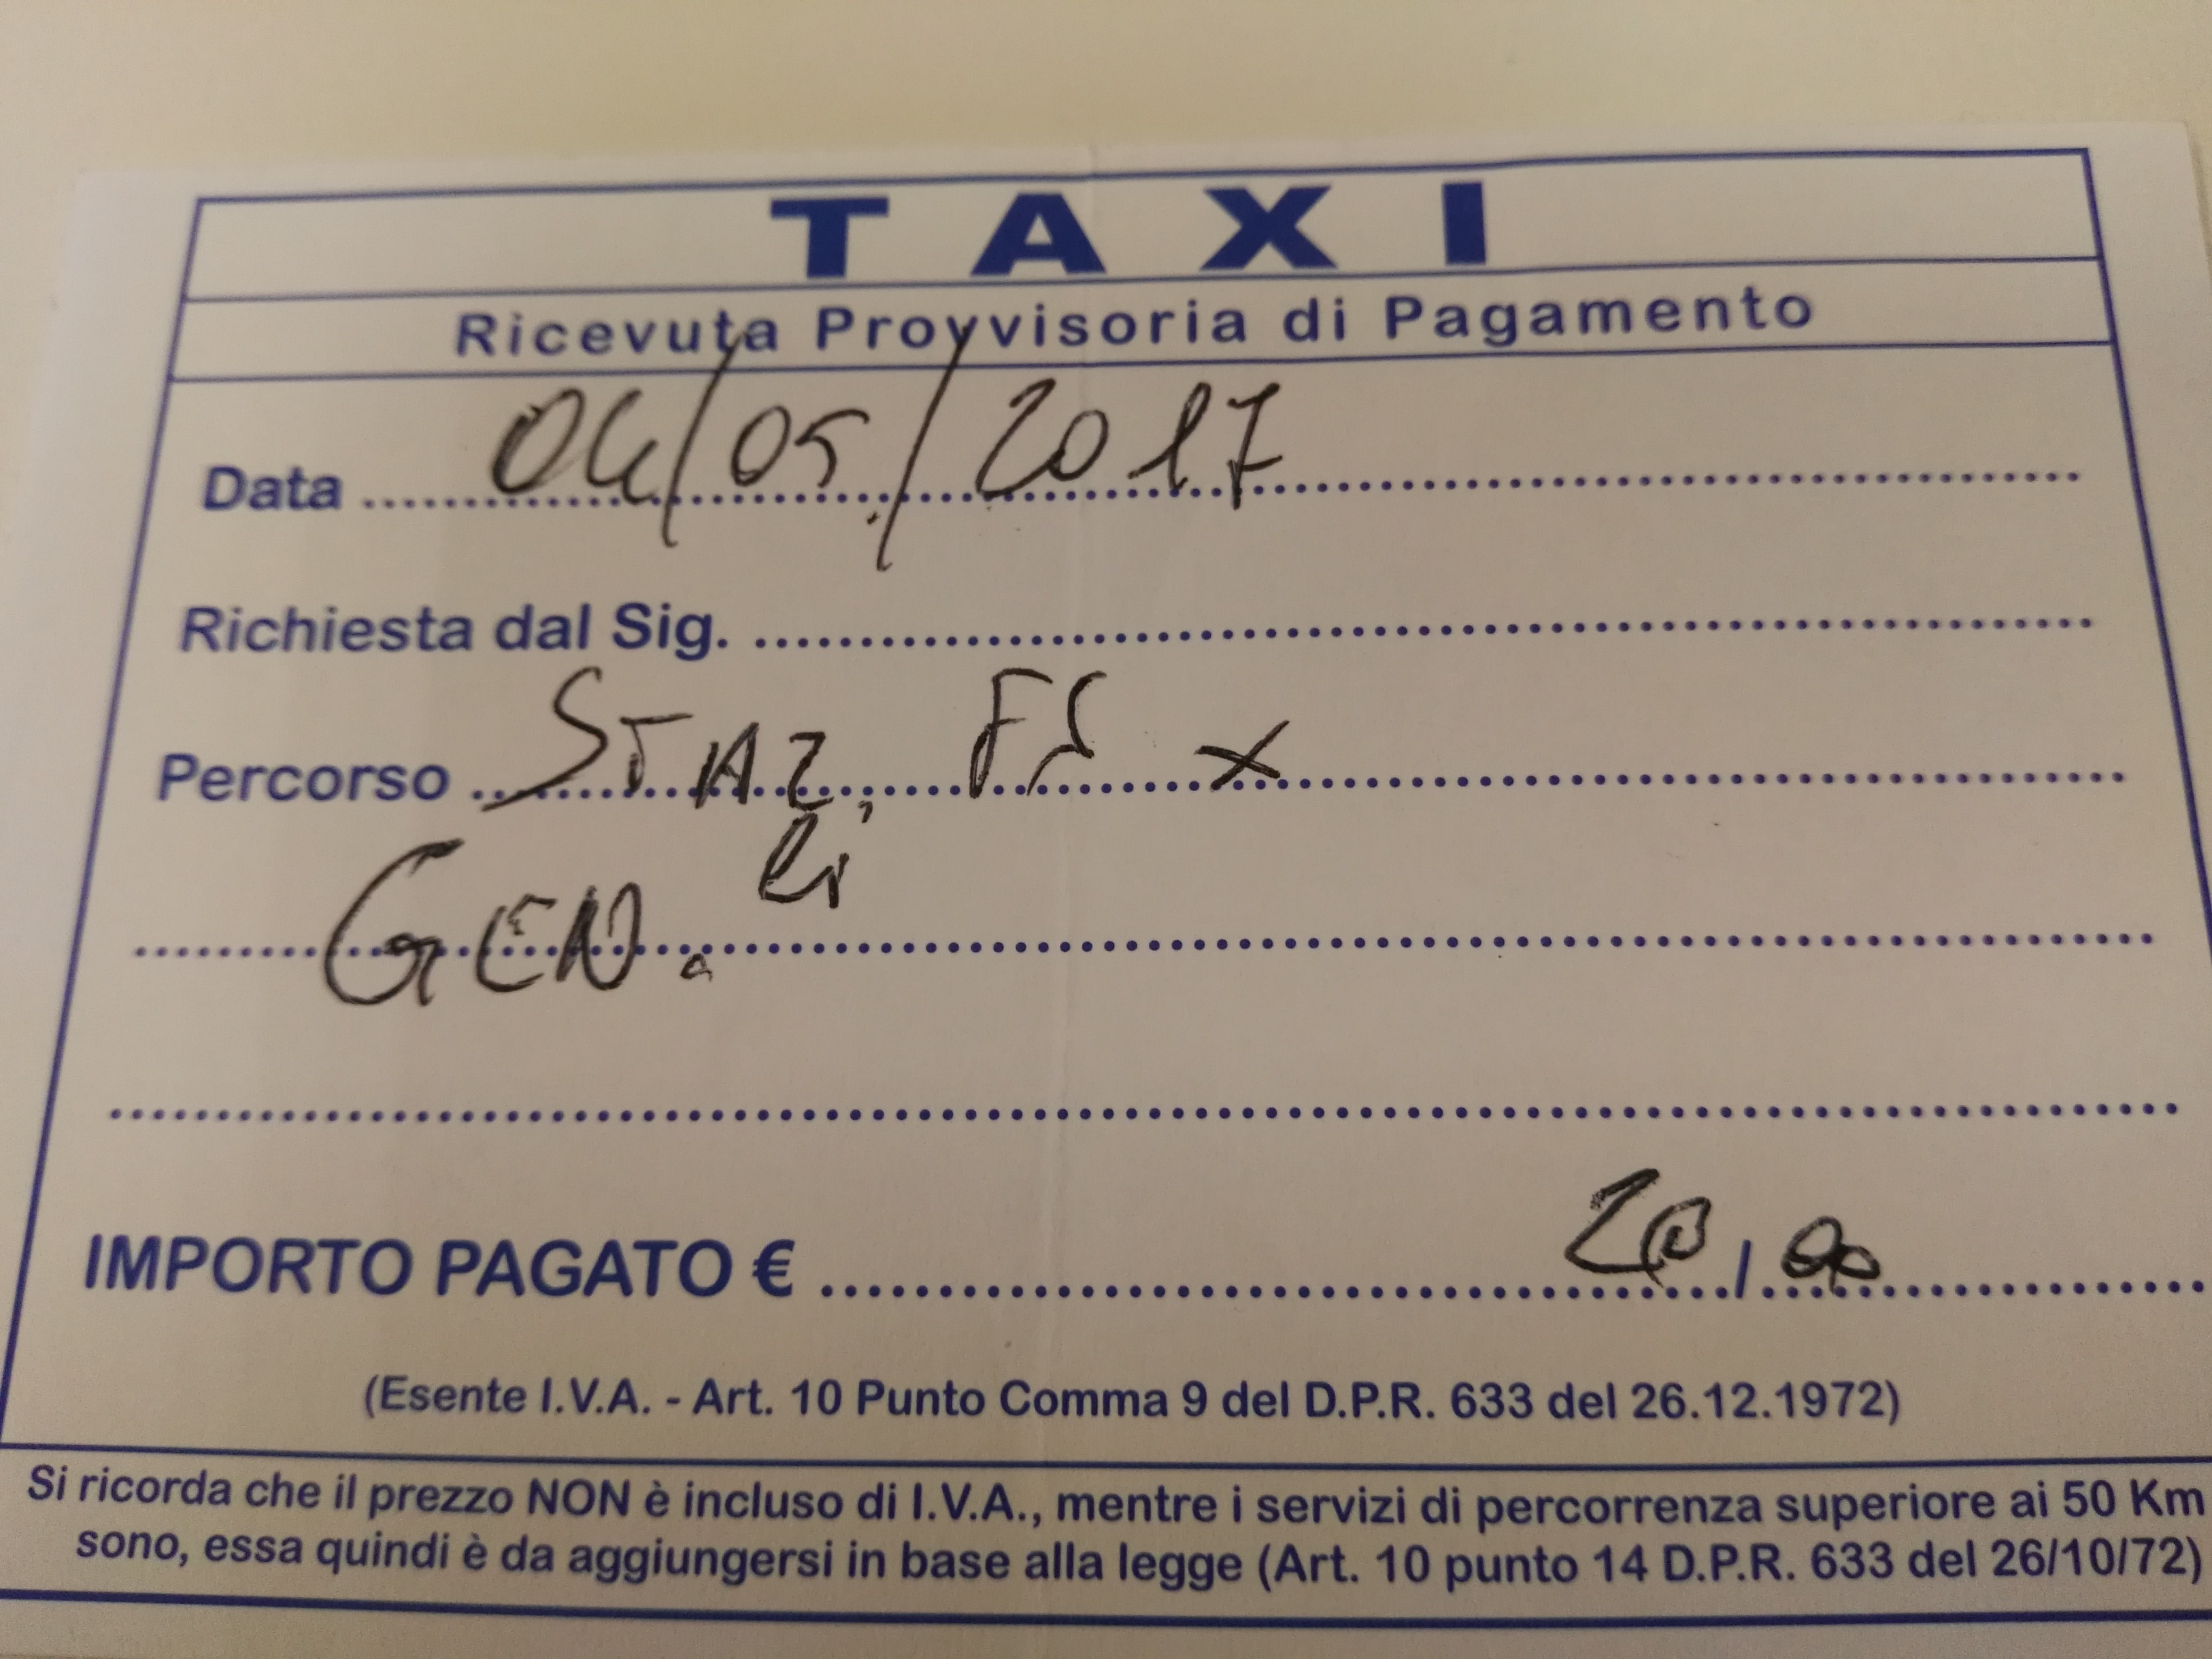 TAXI
Ricevuta Provvisoria di Pagamento
Data 04/05/2017
Richiesta dal Sig.
Percorso STAZ. FS x
GEN.li
IMPORTO PAGATO € 20,00
(Esente I.V.A. - Art. 10 Punto Comma 9 del D.P.R. 633 del 26.12.1972)
Si ricorda che il prezzo NON è incluso di I.V.A., mentre i servizi di percorrenza superiore ai 50 Km
sono, essa quindi è da aggiungersi in base alla legge (Art. 10 punto 14 D.P.R. 633 del 26/10/72)